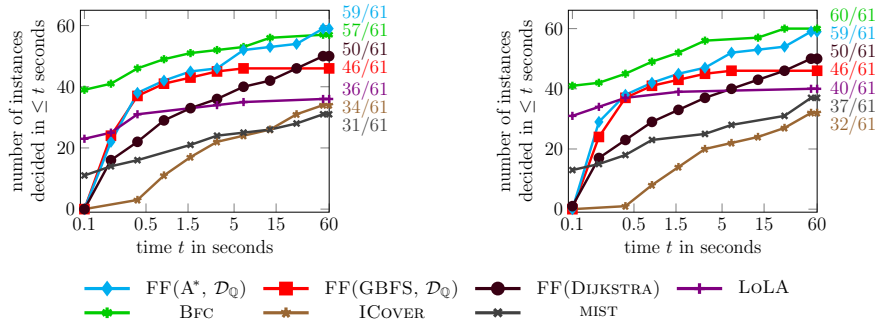 number of instances
decided in ≤ t seconds
60
40
20
0
0.1
0.5
1.5
5
15
60
time t in seconds
59/61
57/61
50/61
46/61
36/61
34/61
31/61
number of instances
decided in ≤ t seconds
60
40
20
0
0.1
0.5
1.5
5
15
60
time t in seconds
60/61
59/61
50/61
46/61
40/61
37/61
32/61
FF(A*, 𝒟ℚ)
FF(GBFS, 𝒟ℚ)
FF(DIJKSTRA)
LOLA
BFC
ICOVER
MIST